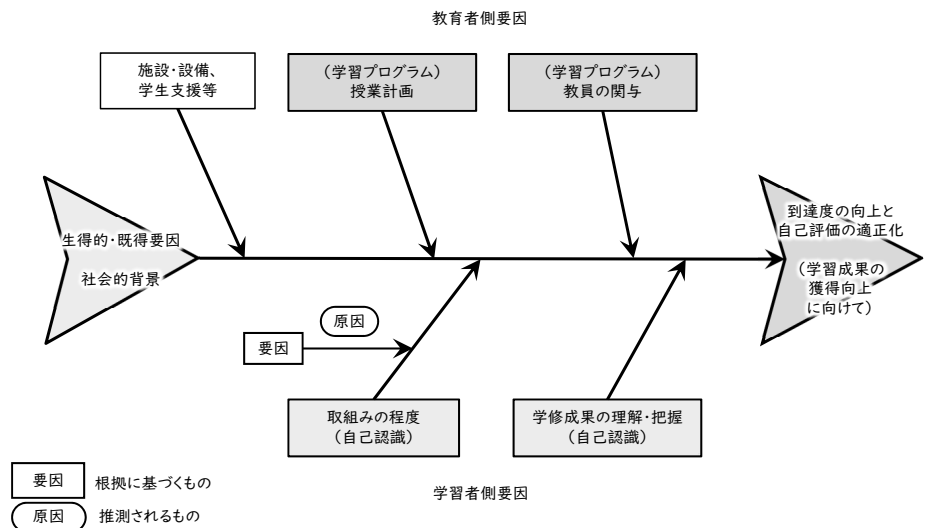 教育者側要因
施設・設備、
学生支援等
（学習プログラム）
授業計画
（学習プログラム）
教員の関与
生得的・既得要因
社会的背景
到達度の向上と
自己評価の適正化
（学習成果の
獲得向上
に向けて）
原因
要因
取組みの程度
（自己認識）
学修成果の理解・把握
（自己認識）
学習者側要因
要因 根拠に基づくもの
原因 推測されるもの